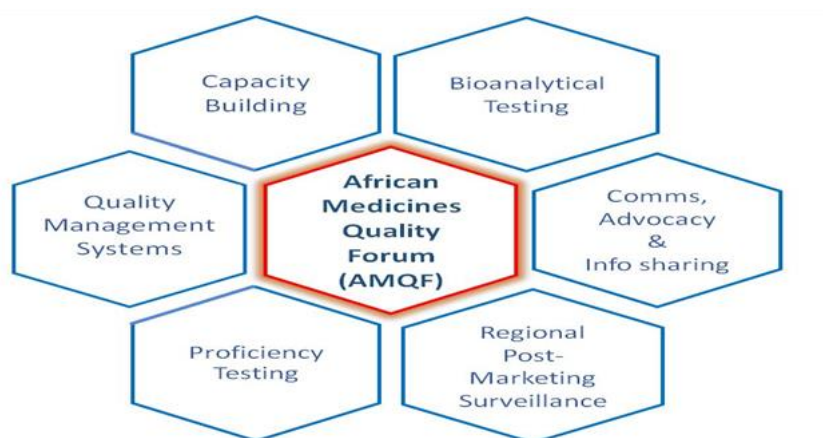 Capacity
Building
Bioanalytical
Testing
Quality
Management
Systems
African
Medicines
Quality
Forum
(AMQF)
Comms,
Advocacy
&
Info sharing
Proficiency
Testing
Regional
Post-
Marketing
Surveillance